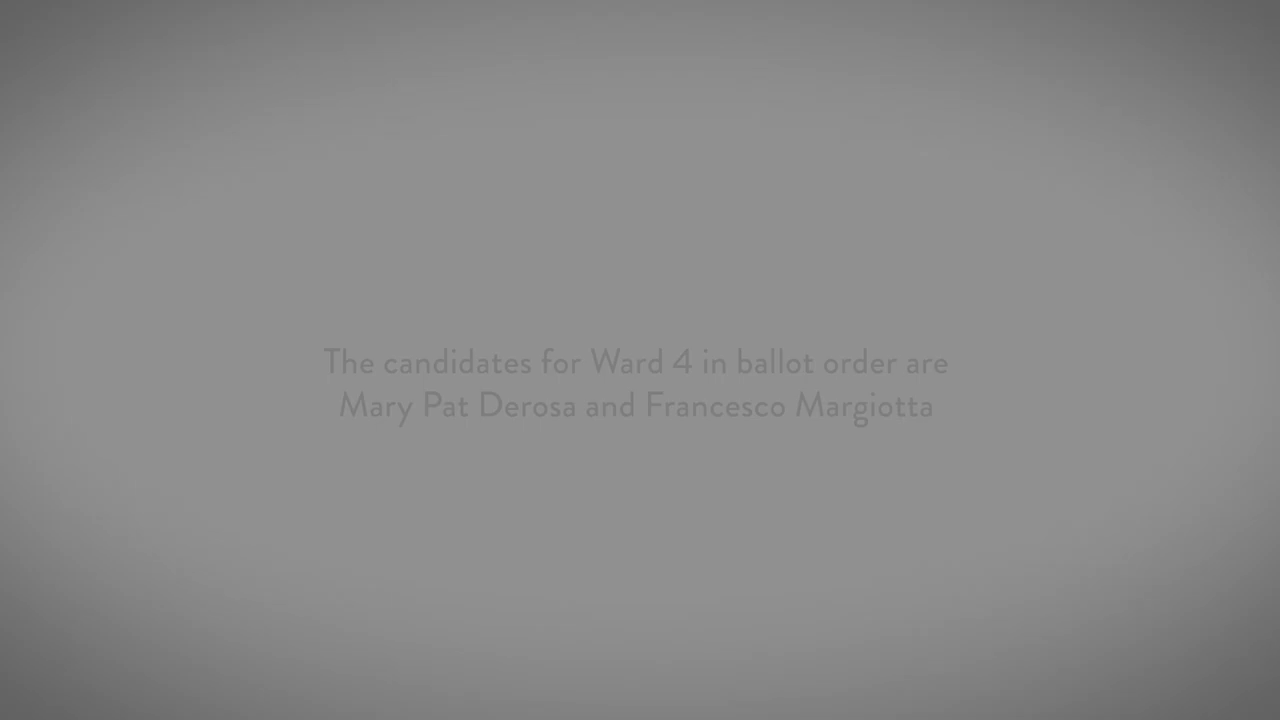 The candidates for Ward 4 in ballot order are
Mary Pat Derosa and Francesco Margiotta